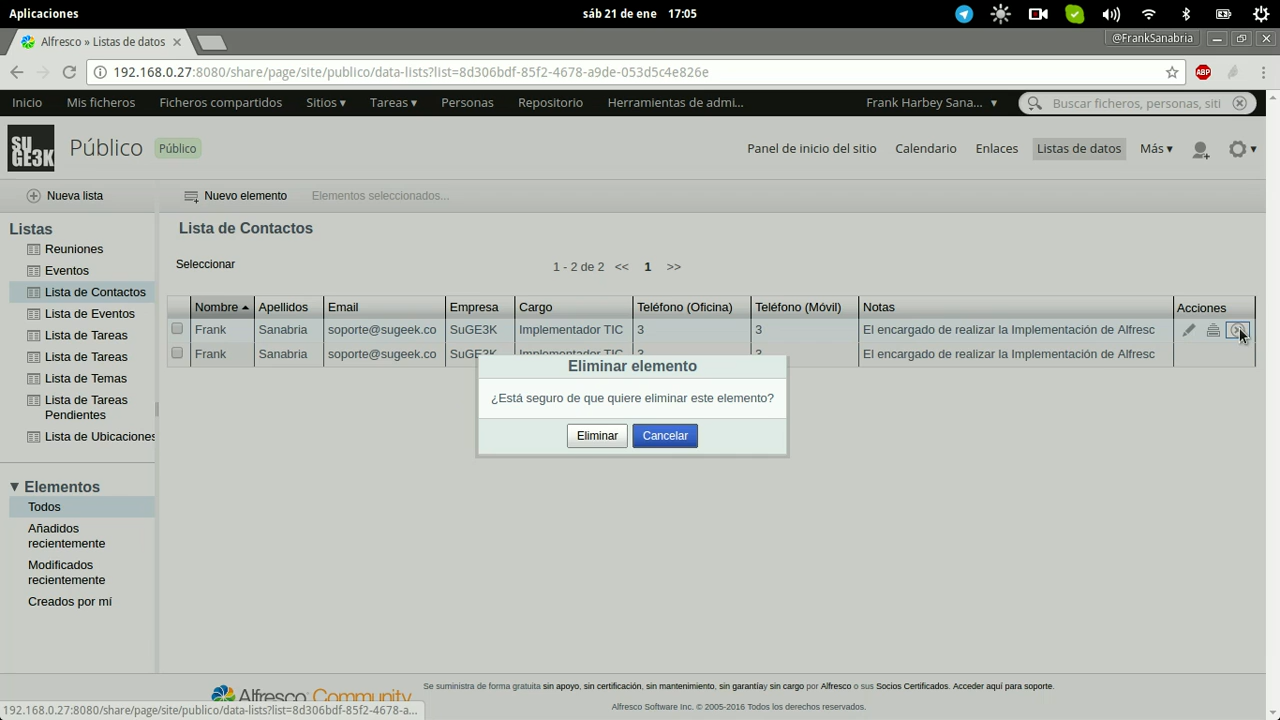 Aplicaciones
sáb 21 de ene 17:05
Alfresco » Listas de datos
@FrankSanabria
192.168.0.27:8080/share/page/site/publico/data-lists?list=8d306bdf-85f2-4678-a9de-053d5c4e826e
ABP
Inicio Mis ficheros Ficheros compartidos Sitios ▾ Tareas ▾ Personas Repositorio Herramientas de admi... Frank Harbey Sana... ▾ Buscar ficheros, personas, siti
SU GE3K
Público Público
Panel de inicio del sitio Calendario Enlaces Listas de datos Más ▾
Nueva lista Nuevo elemento Elementos seleccionados...
Listas
Reuniones
Eventos
Lista de Contactos
Lista de Eventos
Lista de Tareas
Lista de Tareas
Lista de Temas
Lista de Tareas
Pendientes
Lista de Ubicaciones
Elementos
Todos
Añadidos
recientemente
Modificados
recientemente
Creados por mí
Lista de Contactos
Seleccionar
1 - 2 de 2 << 1 >>
Nombre Apellidos Email Empresa Cargo Teléfono (Oficina) Teléfono (Móvil) Notas Acciones
Frank Sanabria soporte@sugeek.co SuGE3K Implementador TIC 3 3 El encargado de realizar la Implementación de Alfresc
Frank Sanabria soporte@sugeek.co SuGE3K Implementador TIC 3 3 El encargado de realizar la Implementación de Alfresc
Eliminar elemento
¿Está seguro de que quiere eliminar este elemento?
Eliminar Cancelar
Alfresco Community
Se suministra de forma gratuita sin apoyo, sin certificación, sin mantenimiento, sin garantíay sin cargo por Alfresco o sus Socios Certificados. Acceder aquí para soporte.
Alfresco Software Inc. © 2005-2016 Todos los derechos reservados.
192.168.0.27:8080/share/page/site/publico/data-lists?list=8d306bdf-85f2-4678-a...